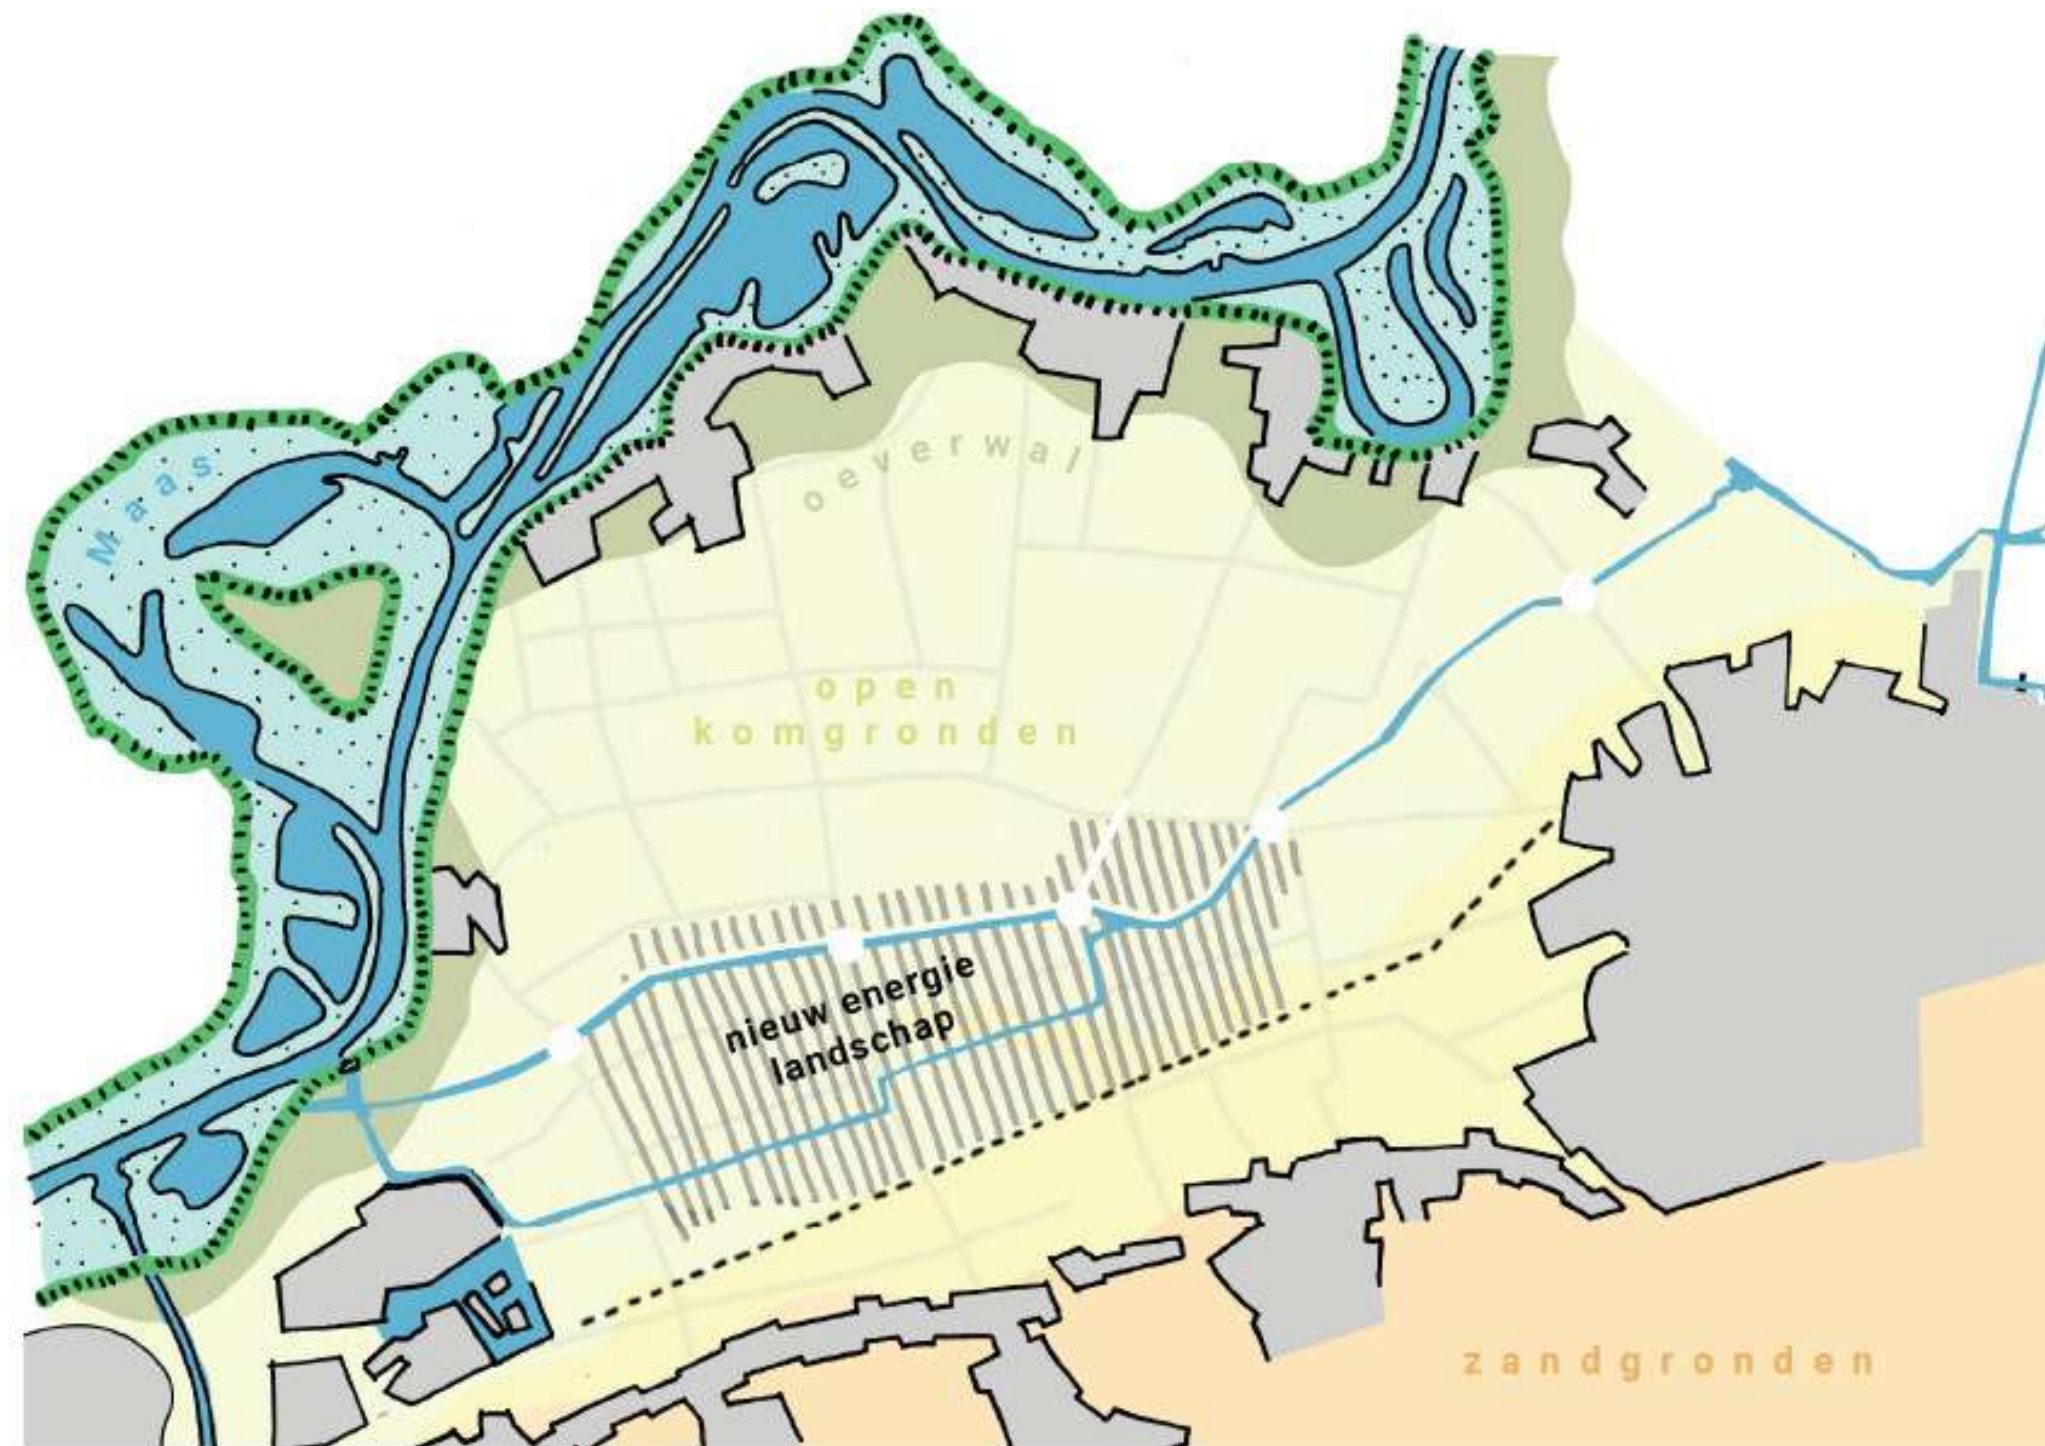 Maas
oeverwal
open
komgronden
nieuw energie
landschap
zandgronden